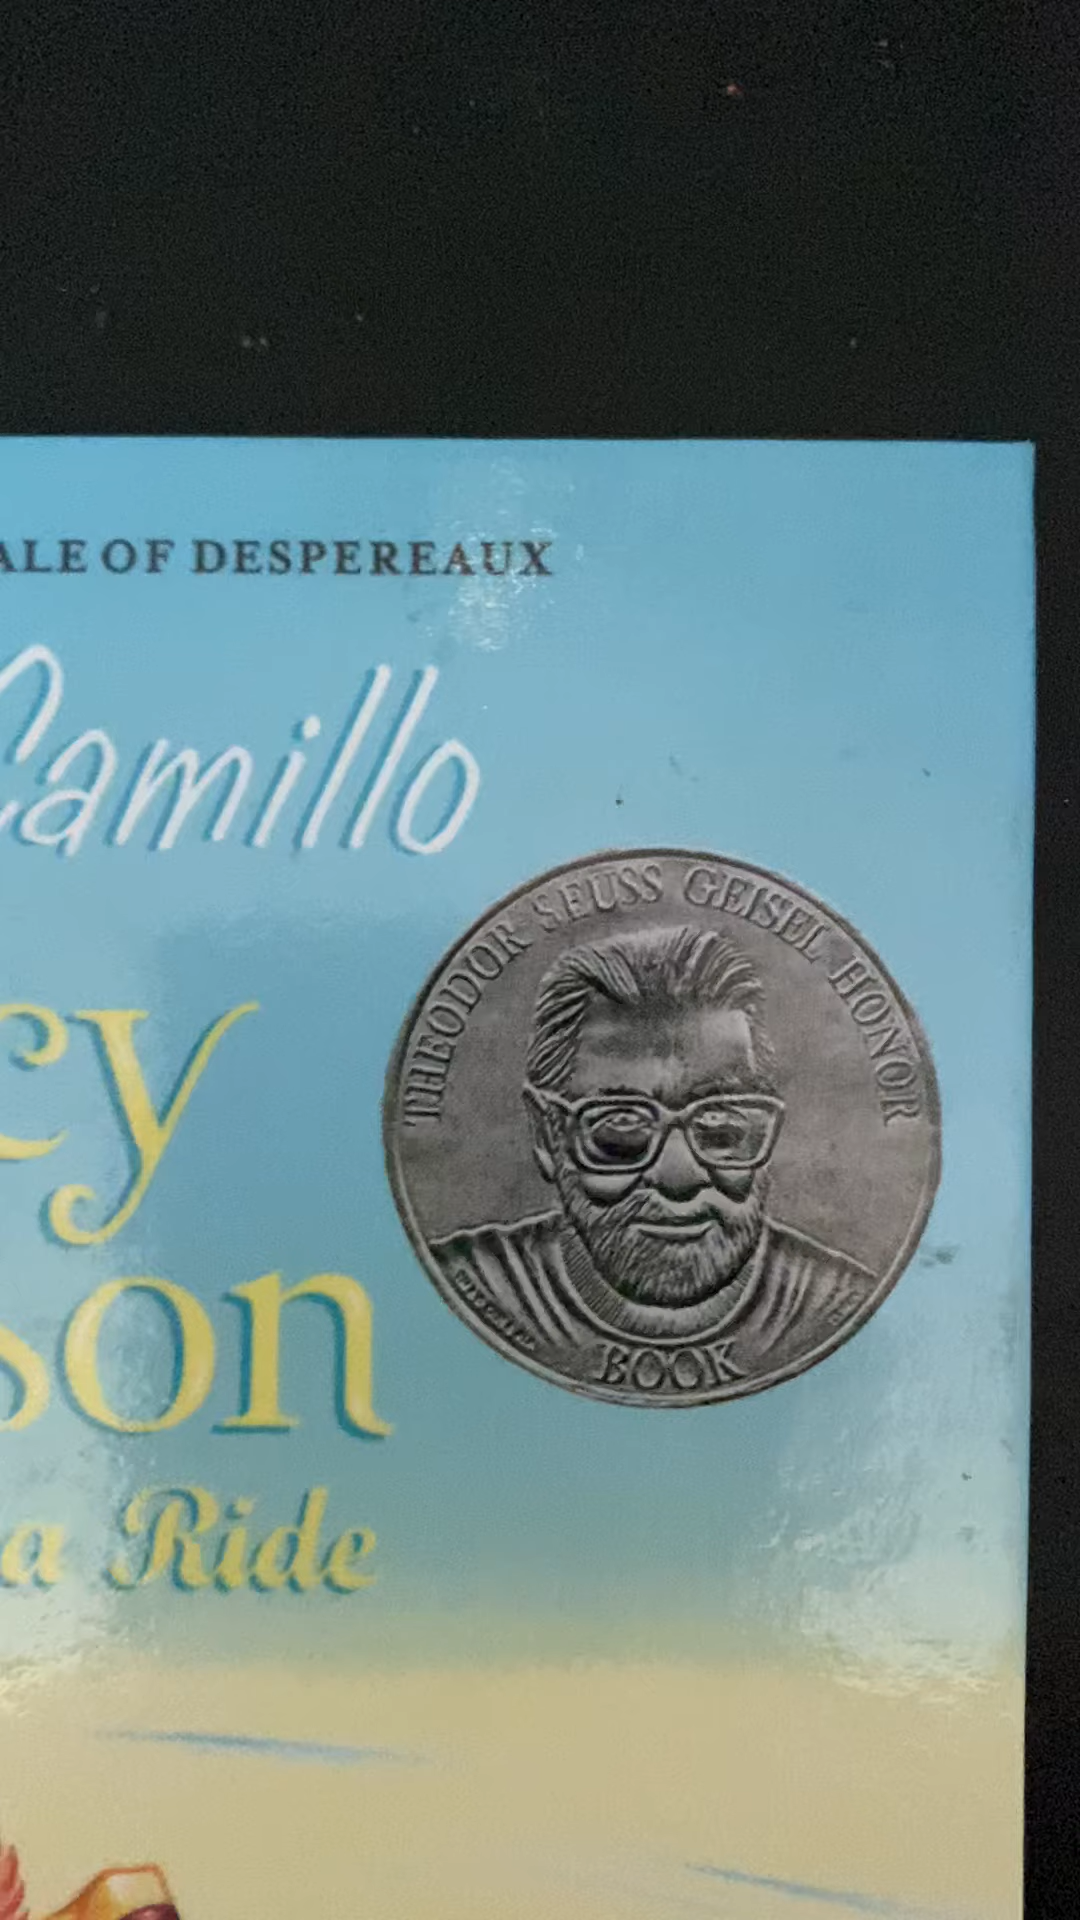 ALE OF DESPEREAUX
Camillo
THEODOR SEUSS GEISEL HONOR
cy
son
BOOK
a Ride